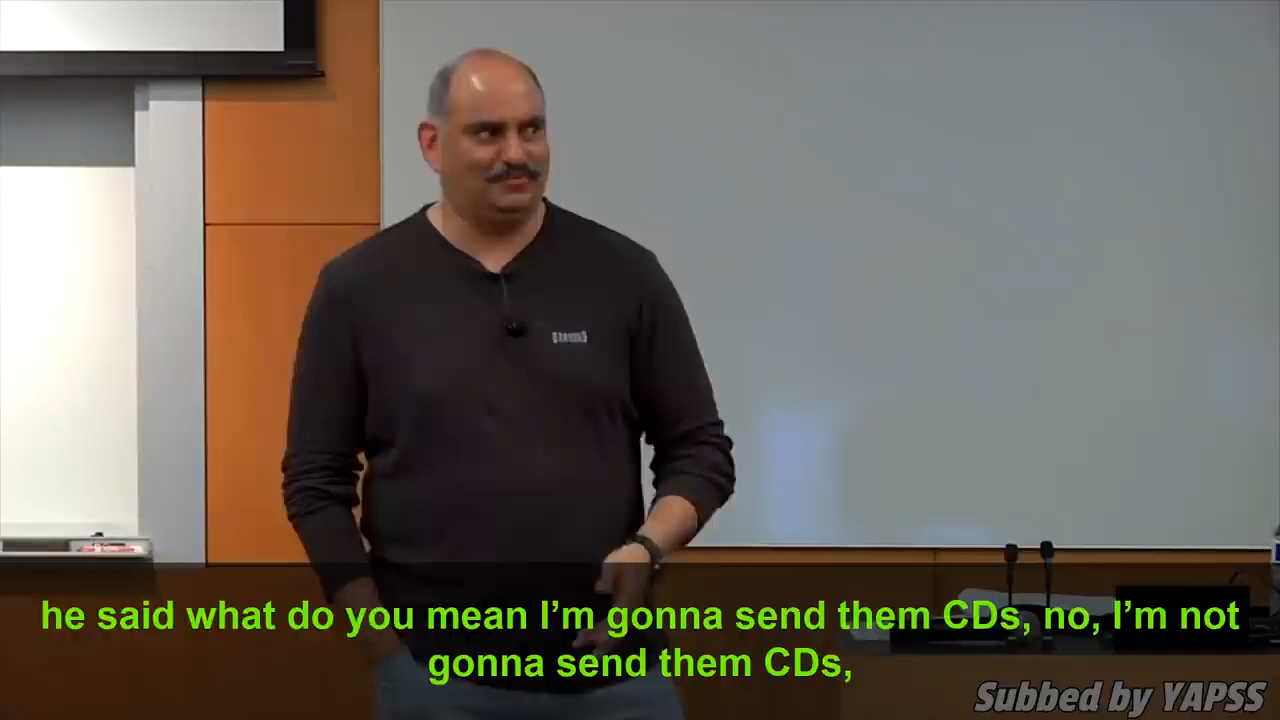 he said what do you mean I’m gonna send them CDs, no, I’m not
gonna send them CDs,
Subbed by YAPSS